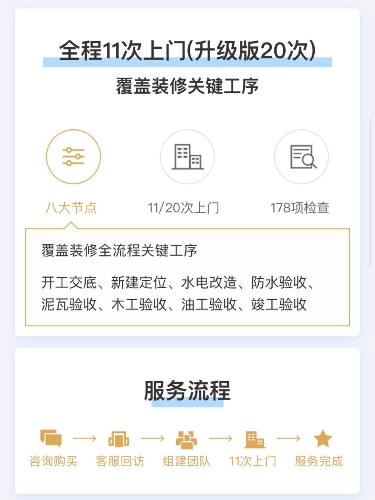 全程11次上门(升级版20次)
覆盖装修关键工序
八大节点
11/20次上门
178项检查
覆盖装修全流程关键工序
开工交底、新建定位、水电改造、防水验收、
泥瓦验收、木工验收、油工验收、竣工验收
服务流程
咨询购买
客服回访
组建团队
11次上门
服务完成